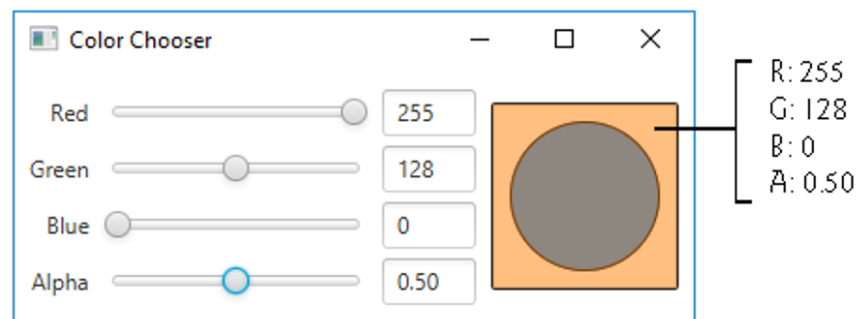 Color Chooser
Red 255
Green 128
Blue 0
Alpha 0.50
R: 255
G: 128
B: 0
A: 0.50